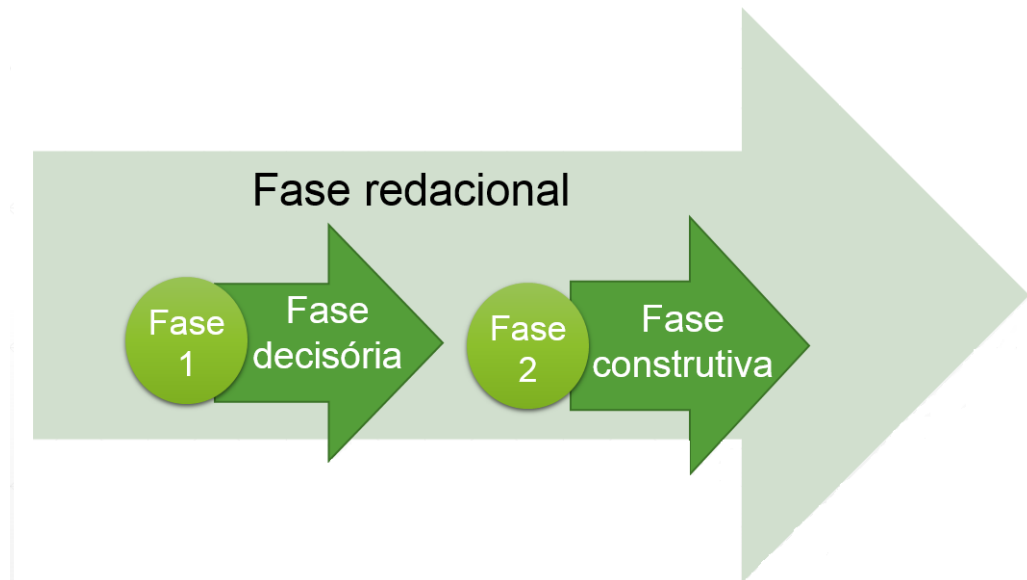 Fase redacional
Fase
1
Fase
decisória
Fase
2
Fase
construtiva